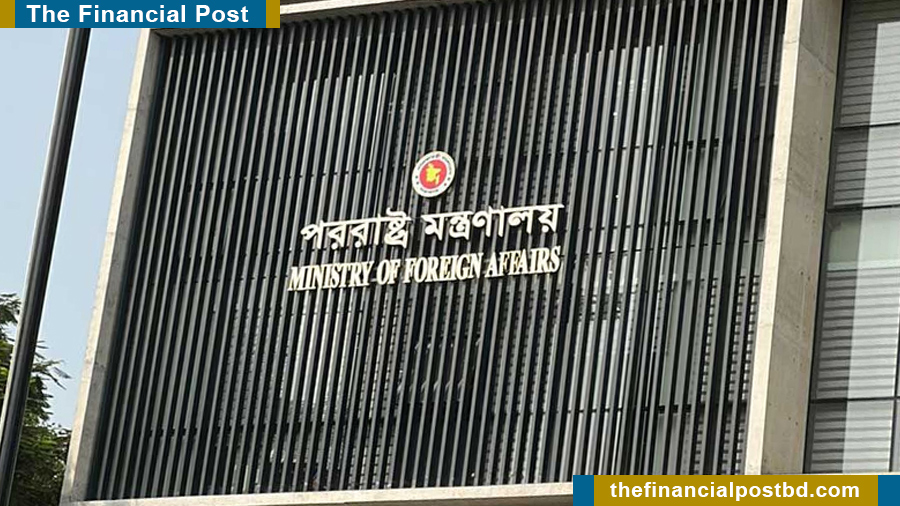 The Financial Post
পররাষ্ট্র মন্ত্রণালয়
MINISTRY OF FOREIGN AFFAIRS
thefinancialpostbd.com